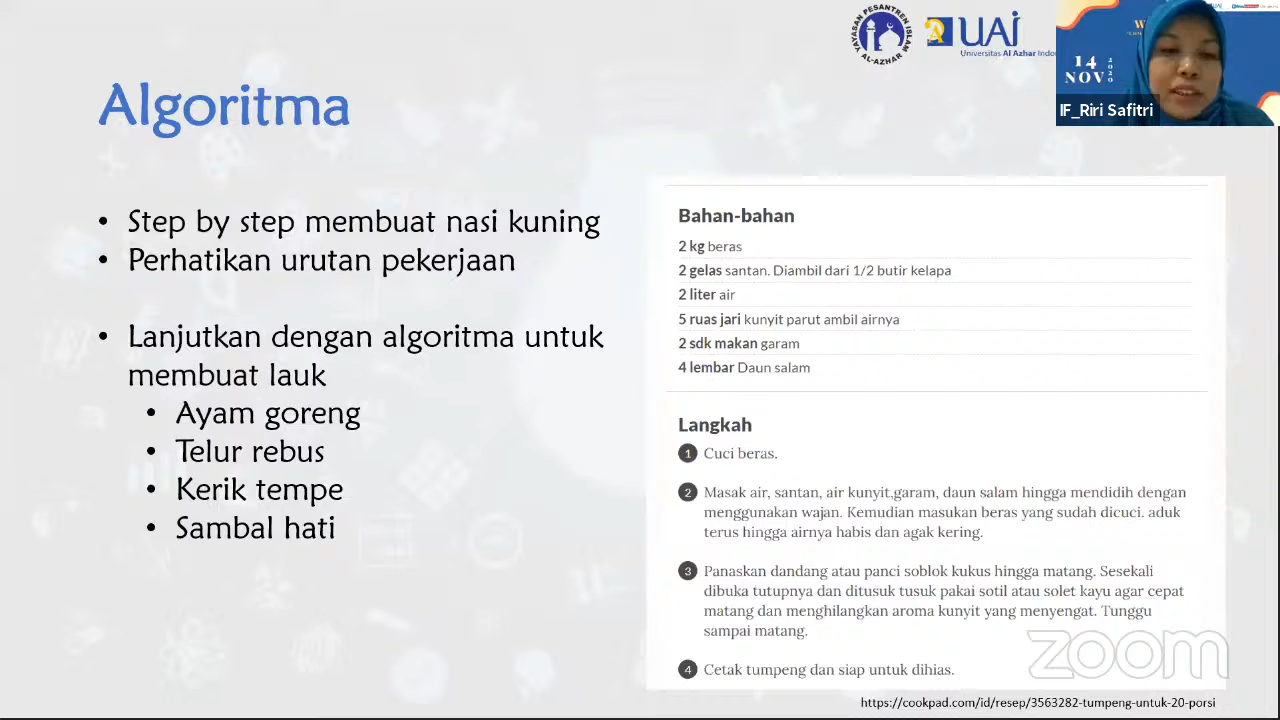 YAYASAN PESANTREN ISLAM
AL-AZHAR
UAI
Universitas Al Azhar Indon
14
NOV
2020
IF_Riri Safitri
Algoritma
• Step by step membuat nasi kuning
• Perhatikan urutan pekerjaan
• Lanjutkan dengan algoritma untuk
membuat lauk
• Ayam goreng
• Telur rebus
• Kerik tempe
• Sambal hati
Bahan-bahan
2 kg beras
2 gelas santan. Diambil dari 1/2 butir kelapa
2 liter air
5 ruas jari kunyit parut ambil airnya
2 sdk makan garam
4 lembar Daun salam
Langkah
1 Cuci beras.
2 Masak air, santan, air kunyit,garam, daun salam hingga mendidih dengan
menggunakan wajan. Kemudian masukan beras yang sudah dicuci. aduk
terus hingga airnya habis dan agak kering.
3 Panaskan dandang atau panci soblok kukus hingga matang. Sesekali
dibuka tutupnya dan ditusuk tusuk pakai sotil atau solet kayu agar cepat
matang dan menghilangkan aroma kunyit yang menyengat. Tunggu
sampai matang.
4 Cetak tumpeng dan siap untuk dihias.
zoom
https://cookpad.com/id/resep/3563282-tumpeng-untuk-20-porsi